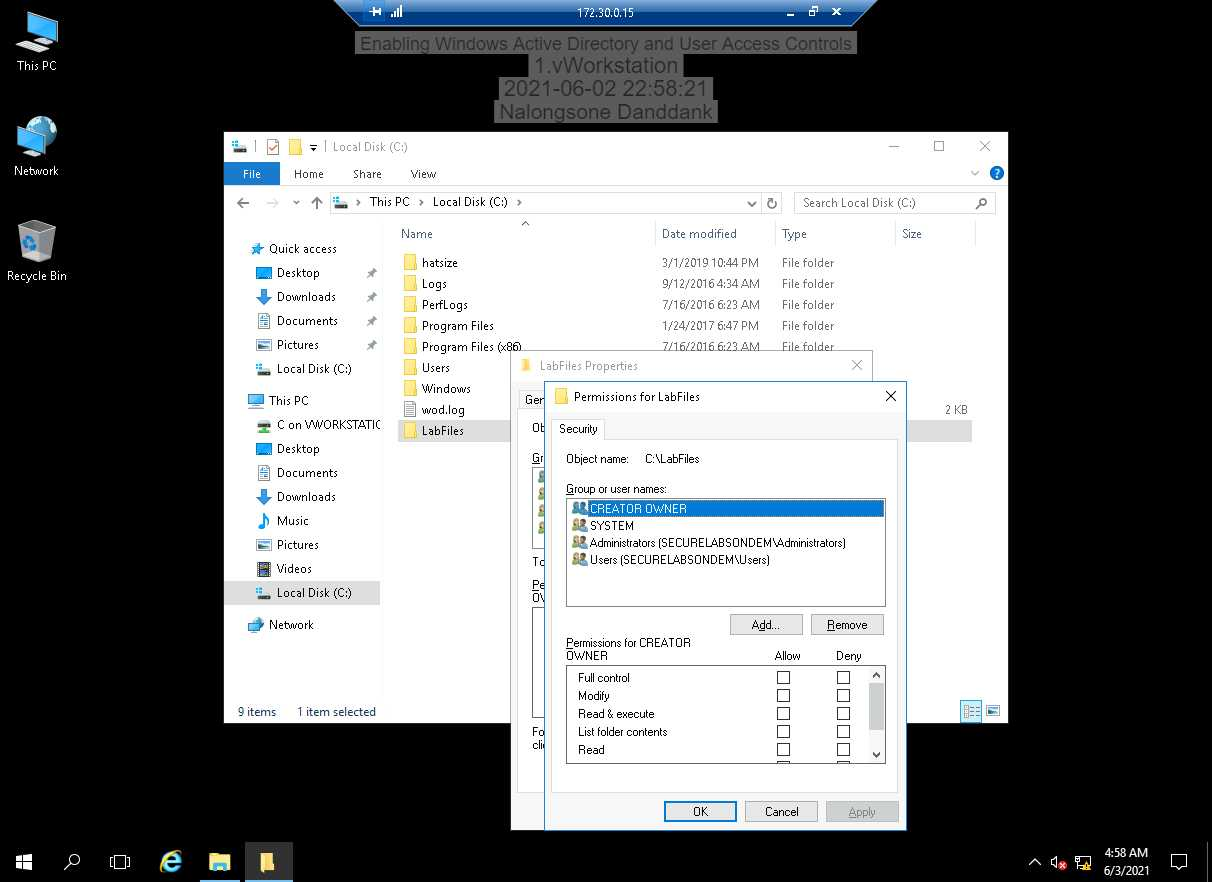 172.30.0.15
Enabling Windows Active Directory and User Access Controls
1.vWorkstation
2021-06-02 22:58:21
Nalongsone Danddank
This PC
Network
Recycle Bin
Local Disk (C:)
File Home Share View
This PC Local Disk (C:)
Search Local Disk (C:)
Name Date modified Type Size
Quick access
Desktop
Downloads
Documents
Pictures
Local Disk (C:)
This PC
C on VWORKSTATIO
Desktop
Documents
Downloads
Music
Pictures
Videos
Local Disk (C:)
Network
hatsize 3/1/2019 10:44 PM File folder
Logs 9/12/2016 4:34 AM File folder
PerfLogs 7/16/2016 6:23 AM File folder
Program Files 1/24/2017 6:47 PM File folder
Program Files (x86) 7/16/2016 6:23 AM File folder
Users
Windows
wod.log 2 KB
LabFiles
9 items 1 item selected
LabFiles Properties
Gen
Ob
Gr
To
Pe
OW
Fo
clic
Permissions for LabFiles
Security
Object name: C:\LabFiles
Group or user names:
CREATOR OWNER
SYSTEM
Administrators (SECURELABSONDEM\Administrators)
Users (SECURELABSONDEM\Users)
Add... Remove
Permissions for CREATOR
OWNER Allow Deny
Full control
Modify
Read & execute
List folder contents
Read
OK Cancel Apply
4:58 AM
6/3/2021